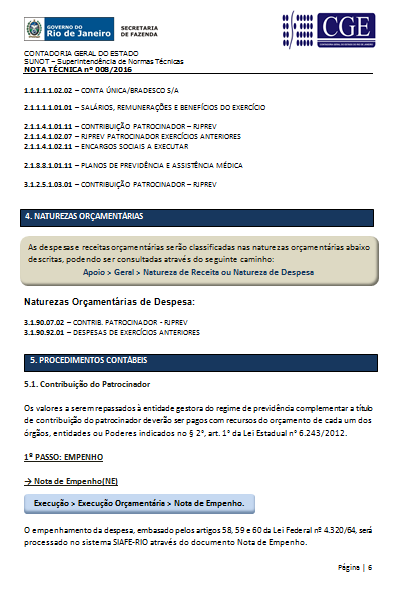 GOVERNO DO
Rio de Janeiro
SECRETARIA
DE FAZENDA
CGE
CONTADORIA GERAL DO ESTADO
SUNOT – Superintendência de Normas Técnicas
NOTA TÉCNICA nº 008/2016
1.1.1.1.1.02.02 – CONTA ÚNICA/BRADESCO S/A
2.1.1.1.1.01.01 – SALÁRIOS, REMUNERAÇÕES E BENEFÍCIOS DO EXERCÍCIO
2.1.1.4.1.01.11 – CONTRIBUIÇÃO PATROCINADOR – RJPREV
2.1.1.4.1.02.07 – RJPREV PATROCINADOR EXERCÍCIOS ANTERIORES
2.1.1.4.1.02.11 – ENCARGOS SOCIAIS A EXECUTAR
2.1.8.8.1.01.11 – PLANOS DE PREVIDÊNCIA E ASSISTÊNCIA MÉDICA
3.1.2.5.1.03.01 – CONTRIBUIÇÃO PATROCINADOR – RJPREV
4. NATUREZAS ORÇAMENTÁRIAS
As despesas e receitas orçamentárias serão classificadas nas naturezas orçamentárias abaixo
descritas, podendo ser consultadas através do seguinte caminho:
Apoio > Geral > Natureza de Receita ou Natureza de Despesa
Naturezas Orçamentárias de Despesa:
3.1.90.07.02 – CONTRIB. PATROCINADOR - RJPREV
3.1.90.92.01 – DESPESAS DE EXERCÍCIOS ANTERIORES
5. PROCEDIMENTOS CONTÁBEIS
5.1. Contribuição do Patrocinador
Os valores a serem repassados à entidade gestora do regime de previdência complementar a título
de contribuição do patrocinador deverão ser pagos com recursos do orçamento de cada um dos
órgãos, entidades ou Poderes indicados no § 2°, art. 1° da Lei Estadual n° 6.243/2012.
1º PASSO: EMPENHO
→ Nota de Empenho(NE)
Execução > Execução Orçamentária > Nota de Empenho.
O empenhamento da despesa, embasado pelos artigos 58, 59 e 60 da Lei Federal nº 4.320/64, será
processado no sistema SIAFE-RIO através do documento Nota de Empenho.
Página | 6